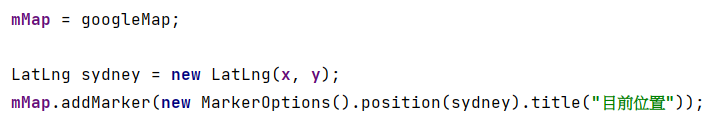 mMap = googleMap;
LatLng sydney = new LatLng(x, y);
mMap.addMarker(new MarkerOptions().position(sydney).title("目前位置"));